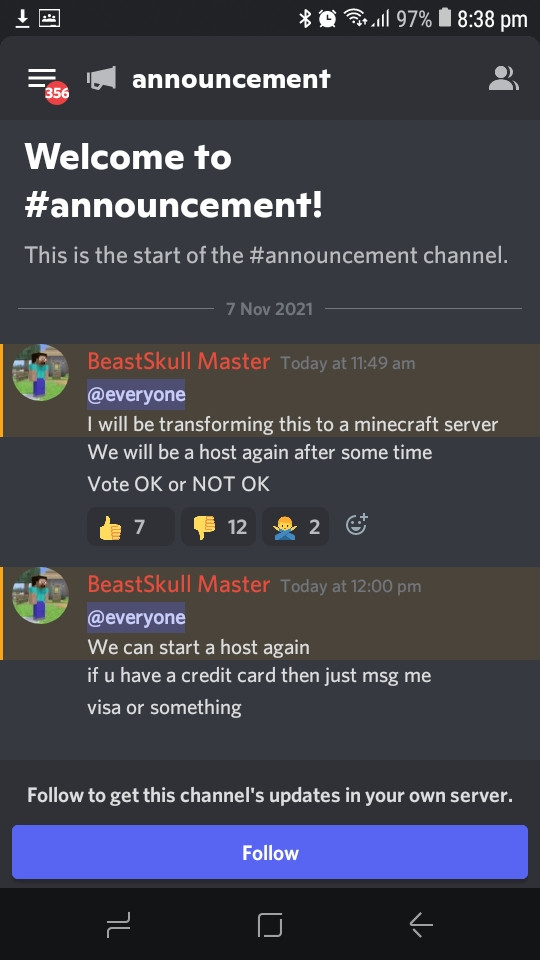 97% 8:38 pm
356
announcement
Welcome to
#announcement!
This is the start of the #announcement channel.
7 Nov 2021
BeastSkull Master Today at 11:49 am
@everyone
I will be transforming this to a minecraft server
We will be a host again after some time
Vote OK or NOT OK
7 12 2
BeastSkull Master Today at 12:00 pm
@everyone
We can start a host again
if u have a credit card then just msg me
visa or something
Follow to get this channel's updates in your own server.
Follow